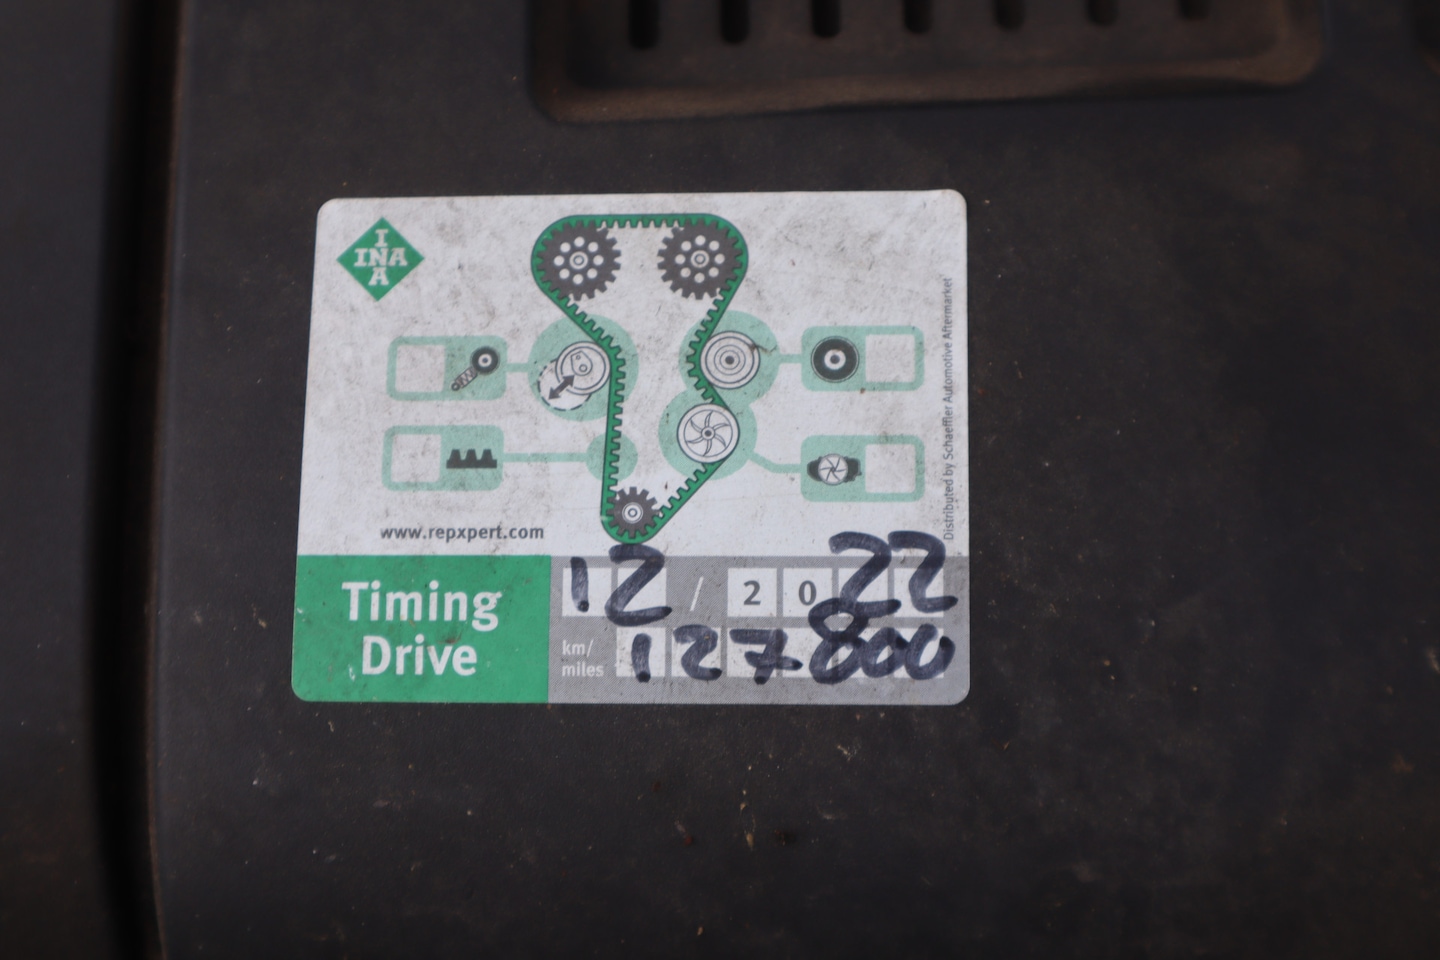 INA
www.repxpert.com
Distributed by Schaeffler Automotive Aftermarket
Timing
Drive
12 / 2022
km/
miles
127800